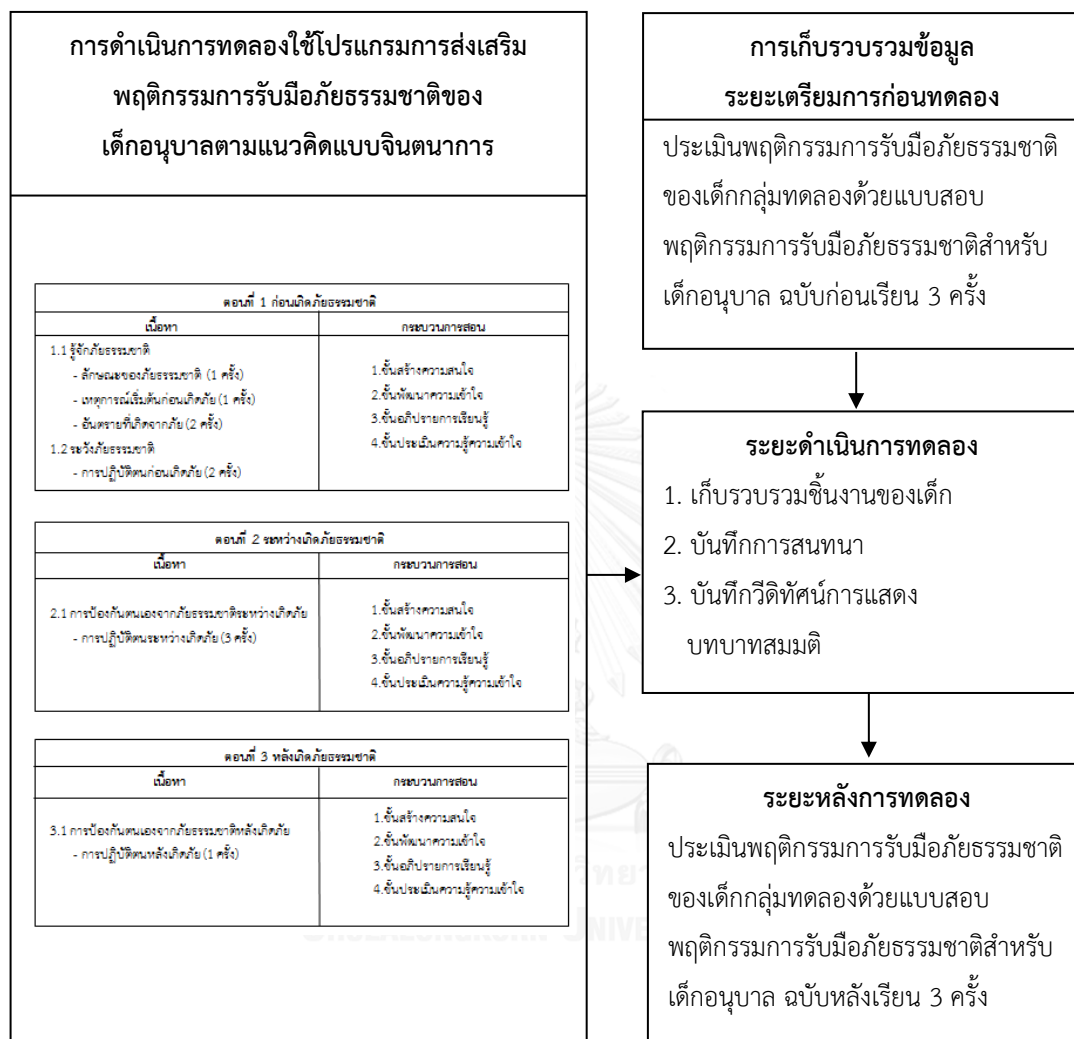 การดำเนินการทดลองใช้โปรแกรมการส่งเสริม
พฤติกรรมการรับมือภัยธรรมชาติของ
เด็กอนุบาลตามแนวคิดแบบจินตนาการ
ตอนที่ 1 ก่อนเกิดภัยธรรมชาติ
เนื้อหา
กระบวนการสอน
1.1 รู้จักภัยธรรมชาติ
- ลักษณะของภัยธรรมชาติ (1 ครั้ง)
- เหตุการณ์เริ่มต้นก่อนเกิดภัย (1 ครั้ง)
- อันตรายที่เกิดจากภัย (2 ครั้ง)
1.2 ระวังภัยธรรมชาติ
- การปฏิบัติตนก่อนเกิดภัย (2 ครั้ง)
1.ขั้นสร้างความสนใจ
2.ขั้นพัฒนาความเข้าใจ
3.ขั้นอภิปรายการเรียนรู้
4.ขั้นประเมินความรู้ความเข้าใจ
ตอนที่ 2 ระหว่างเกิดภัยธรรมชาติ
เนื้อหา
กระบวนการสอน
2.1 การป้องกันตนเองจากภัยธรรมชาติระหว่างเกิดภัย
- การปฏิบัติตนระหว่างเกิดภัย (3 ครั้ง)
1.ขั้นสร้างความสนใจ
2.ขั้นพัฒนาความเข้าใจ
3.ขั้นอภิปรายการเรียนรู้
4.ขั้นประเมินความรู้ความเข้าใจ
ตอนที่ 3 หลังเกิดภัยธรรมชาติ
เนื้อหา
กระบวนการสอน
3.1 การป้องกันตนเองจากภัยธรรมชาติหลังเกิดภัย
- การปฏิบัติตนหลังเกิดภัย (1 ครั้ง)
1.ขั้นสร้างความสนใจ
2.ขั้นพัฒนาความเข้าใจ
3.ขั้นอภิปรายการเรียนรู้
4.ขั้นประเมินความรู้ความเข้าใจ
การเก็บรวบรวมข้อมูล
ระยะเตรียมการก่อนทดลอง
ประเมินพฤติกรรมการรับมือภัยธรรมชาติ
ของเด็กกลุ่มทดลองด้วยแบบสอบ
พฤติกรรมการรับมือภัยธรรมชาติสำหรับ
เด็กอนุบาล ฉบับก่อนเรียน 3 ครั้ง
ระยะดำเนินการทดลอง
1. เก็บรวบรวมชิ้นงานของเด็ก
2. บันทึกการสนทนา
3. บันทึกวีดิทัศน์การแสดง
บทบาทสมมติ
ระยะหลังการทดลอง
ประเมินพฤติกรรมการรับมือภัยธรรมชาติ
ของเด็กกลุ่มทดลองด้วยแบบสอบ
พฤติกรรมการรับมือภัยธรรมชาติสำหรับ
เด็กอนุบาล ฉบับหลังเรียน 3 ครั้ง